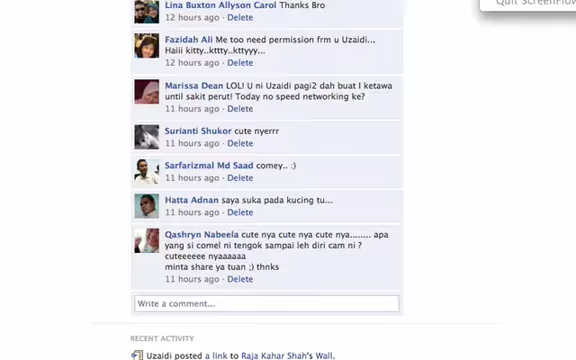 Quit ScreenFlow
Lina Buxton Allyson Carol Thanks Bro
12 hours ago · Delete
Fazidah Ali Me too need permission frm u Uzaidi...
Haiii kitty..kttty...kttyyy...
12 hours ago · Delete
Marissa Dean LOL! U ni Uzaidi pagi2 dah buat I ketawa
until sakit perut! Today no speed networking ke?
11 hours ago · Delete
Surianti Shukor cute nyerrr
11 hours ago · Delete
Sarfarizmal Md Saad comey.. :)
11 hours ago · Delete
Hatta Adnan saya suka pada kucing tu...
11 hours ago · Delete
Qashryn Nabeela cute nya cute nya cute nya........ apa
yang si comel ni tengok sampai leh diri cam ni ?
cuteeeeee nyaaaaaa
minta share ya tuan ;) thnks
11 hours ago · Delete
Write a comment...
RECENT ACTIVITY
Uzaidi posted a link to Raja Kahar Shah's Wall.